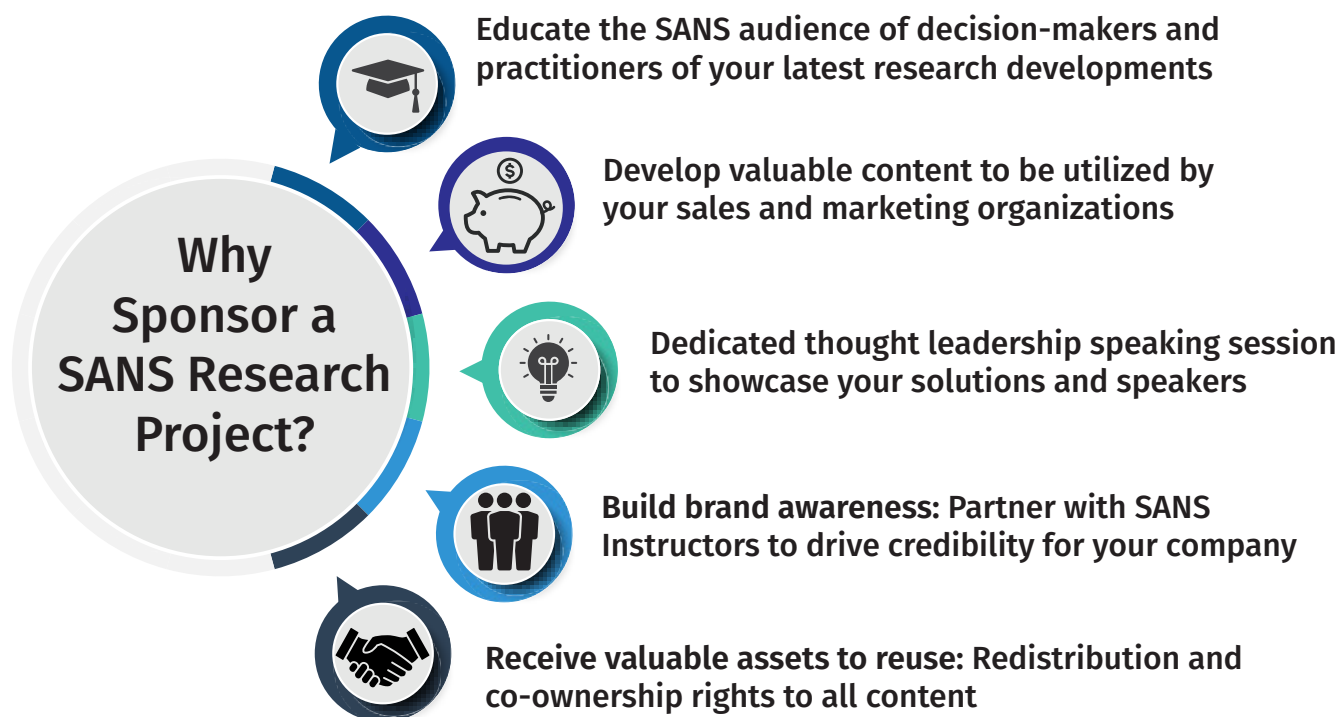 Why
Sponsor a
SANS Research
Project?
Educate the SANS audience of decision-makers and
practitioners of your latest research developments
$
Develop valuable content to be utilized by
your sales and marketing organizations
Dedicated thought leadership speaking session
to showcase your solutions and speakers
Build brand awareness: Partner with SANS
Instructors to drive credibility for your company
Receive valuable assets to reuse: Redistribution and
co-ownership rights to all content